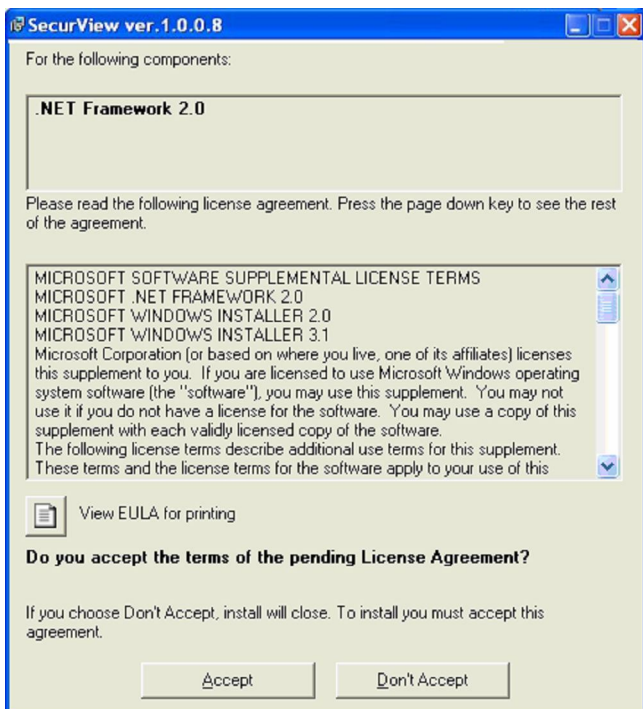 SecurView ver.1.0.0.8
For the following components:
.NET Framework 2.0
Please read the following license agreement. Press the page down key to see the rest
of the agreement.
MICROSOFT SOFTWARE SUPPLEMENTAL LICENSE TERMS
MICROSOFT .NET FRAMEWORK 2.0
MICROSOFT WINDOWS INSTALLER 2.0
MICROSOFT WINDOWS INSTALLER 3.1
Microsoft Corporation (or based on where you live, one of its affiliates) licenses
this supplement to you. If you are licensed to use Microsoft Windows operating
system software (the "software"), you may use this supplement. You may not
use it if you do not have a license for the software. You may use a copy of this
supplement with each validly licensed copy of the software.
The following license terms describe additional use terms for this supplement.
These terms and the license terms for the software apply to your use of this
View EULA for printing
Do you accept the terms of the pending License Agreement?
If you choose Don't Accept, install will close. To install you must accept this
agreement.
Accept
Don't Accept